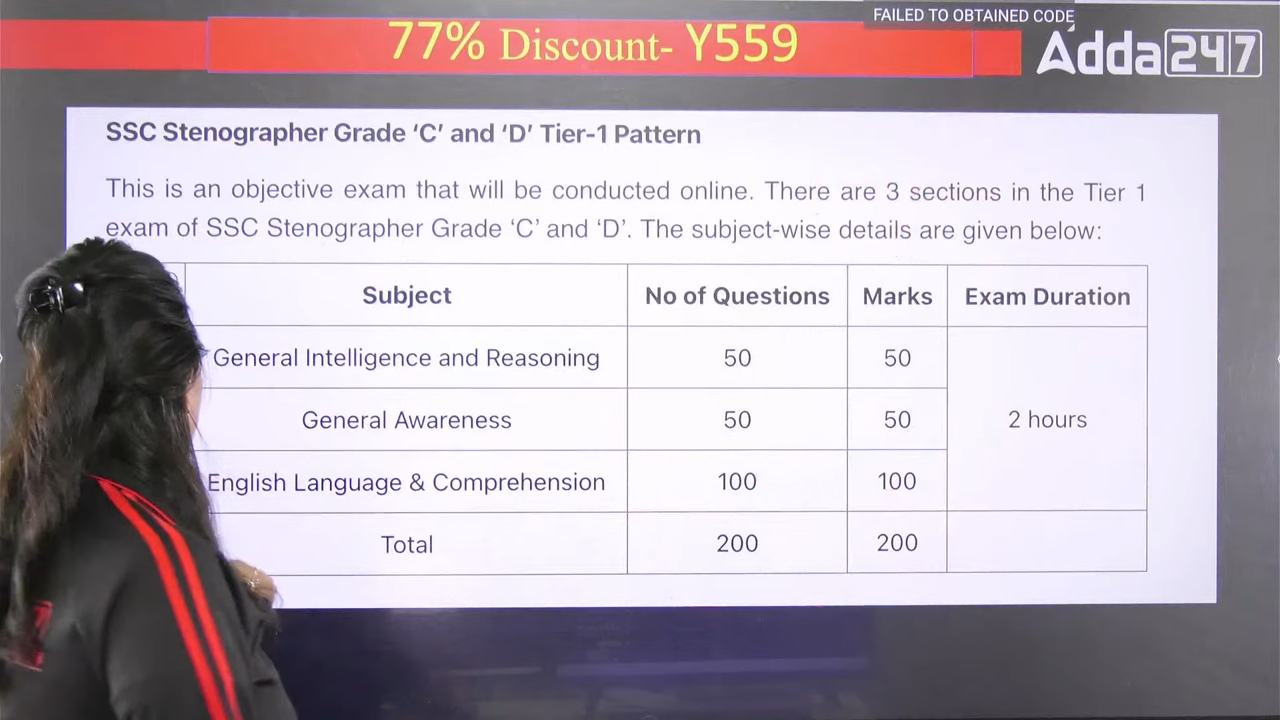 FAILED TO OBTAINED CODE
77% Discount- Y559
Adda247
SSC Stenographer Grade ‘C’ and ‘D’ Tier-1 Pattern
This is an objective exam that will be conducted online. There are 3 sections in the Tier 1
exam of SSC Stenographer Grade ‘C’ and ‘D’. The subject-wise details are given below:
Subject No of Questions Marks Exam Duration
General Intelligence and Reasoning 50 50
General Awareness 50 50 2 hours
English Language & Comprehension 100 100
Total 200 200